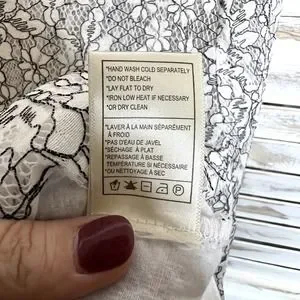 *HAND WASH COLD SEPARATELY
*DO NOT BLEACH
*LAY FLAT TO DRY
*IRON LOW HEAT IF NECESSARY
*OR DRY CLEAN
*LAVER À LA MAIN SÉPARÉMENT
À FROID
*PAS D'EAU DE JAVEL
*SÉCHAGE À PLAT
*REPASSAGE À BASSE
TEMPÉRATURE SI NÉCESSAIRE
*OU NETTOYAGE À SEC
P